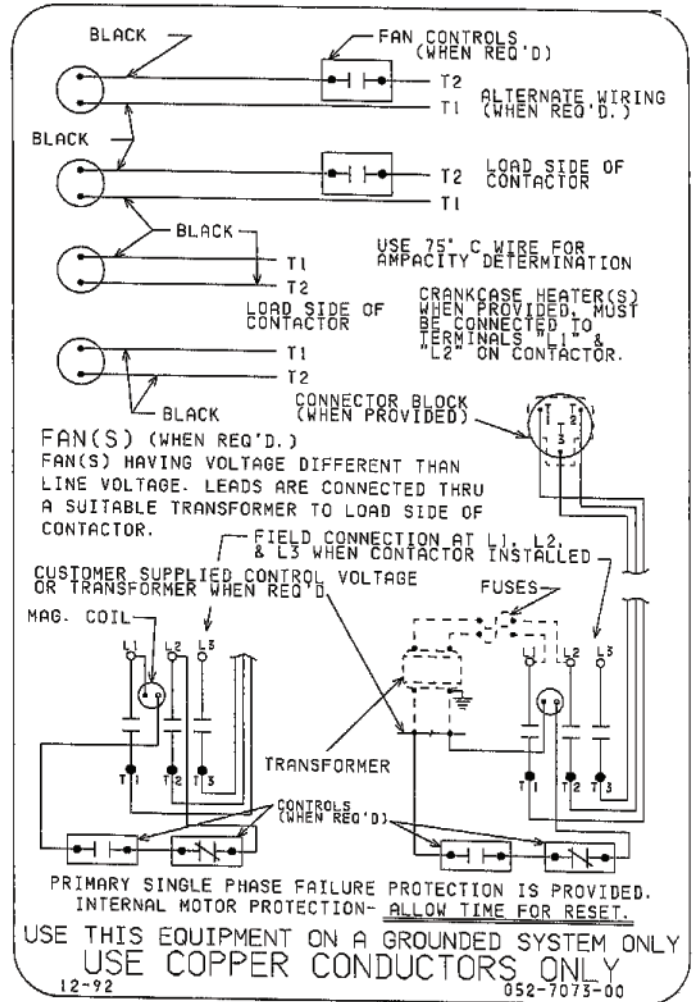 BLACK
FAN CONTROLS
(WHEN REQ'D)
T2
T1
ALTERNATE WIRING
(WHEN REQ'D.)
BLACK
T2
T1
LOAD SIDE OF
CONTACTOR
BLACK
T1
T2
USE 75° C WIRE FOR
AMPACITY DETERMINATION
LOAD SIDE OF
CONTACTOR
CRANKCASE HEATER(S)
WHEN PROVIDED, MUST
BE CONNECTED TO
TERMINALS "L1" &
"L2" ON CONTACTOR.
T1
T2
BLACK
CONNECTOR BLOCK
(WHEN PROVIDED)
T1
T2
T3
FAN(S) (WHEN REQ'D.)
FAN(S) HAVING VOLTAGE DIFFERENT THAN
LINE VOLTAGE. LEADS ARE CONNECTED THRU
A SUITABLE TRANSFORMER TO LOAD SIDE OF
CONTACTOR.
FIELD CONNECTION AT L1, L2,
& L3 WHEN CONTACTOR INSTALLED
CUSTOMER SUPPLIED CONTROL VOLTAGE
OR TRANSFORMER WHEN REQ'D
FUSES
MAG. COIL
L1
L2
L3
L1
L2
L3
TRANSFORMER
T1
T2
T3
T1
T2
T3
CONTROLS
(WHEN REQ'D)
PRIMARY SINGLE PHASE FAILURE PROTECTION IS PROVIDED.
INTERNAL MOTOR PROTECTION- ALLOW TIME FOR RESET.
USE THIS EQUIPMENT ON A GROUNDED SYSTEM ONLY
USE COPPER CONDUCTORS ONLY
12-92
052-7073-00